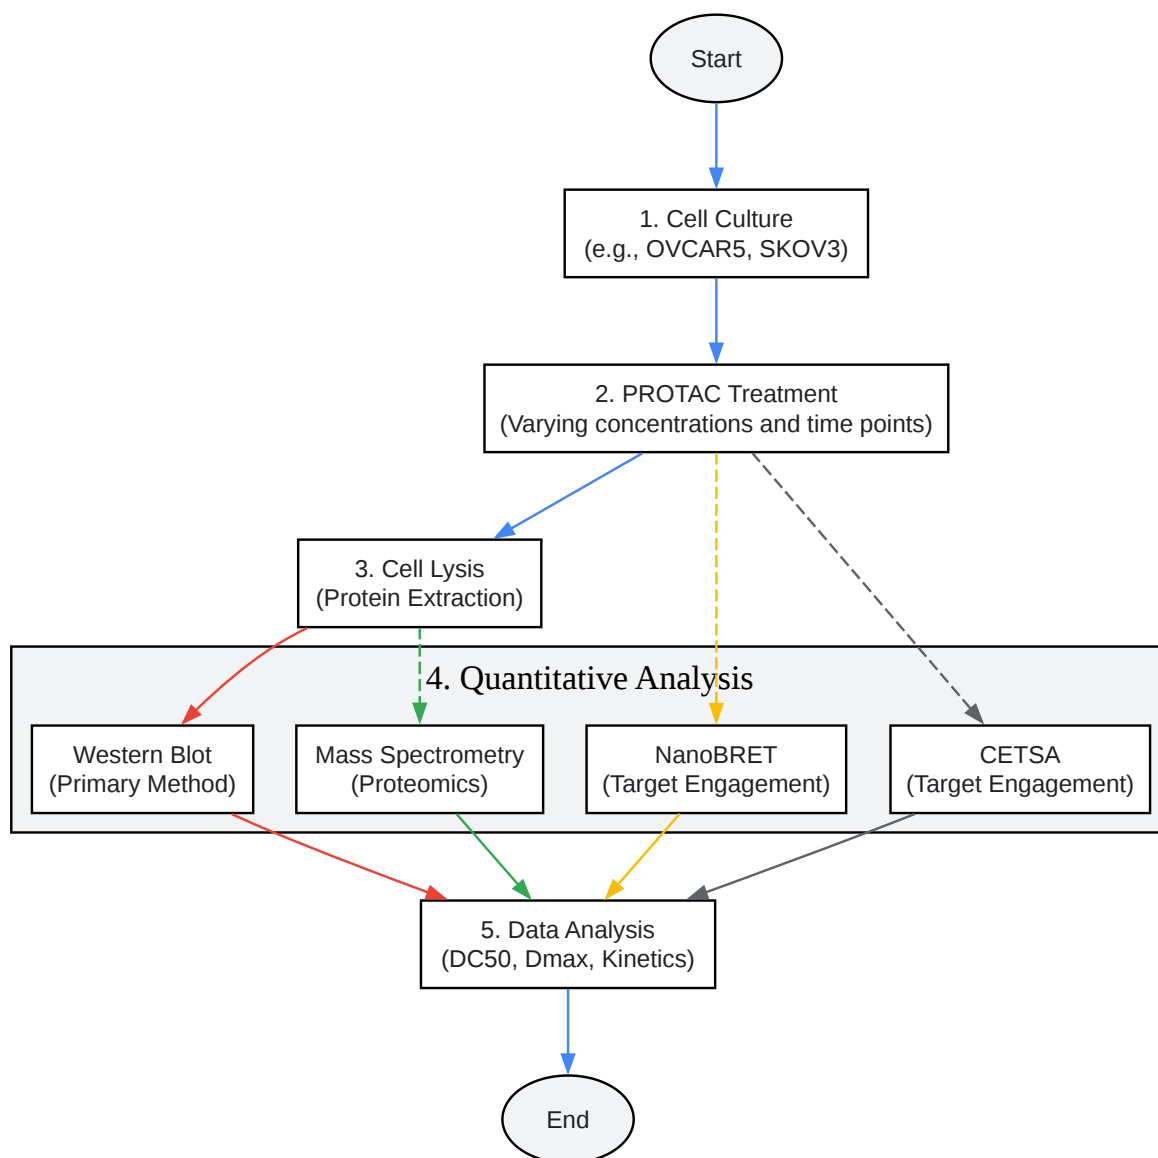 Start
1. Cell Culture
(e.g., OVCAR5, SKOV3)
2. PROTAC Treatment
(Varying concentrations and time points)
3. Cell Lysis
(Protein Extraction)
4. Quantitative Analysis
Western Blot
(Primary Method)
Mass Spectrometry
(Proteomics)
NanoBRET
(Target Engagement)
CETSA
(Target Engagement)
5. Data Analysis
(DC50, Dmax, Kinetics)
End